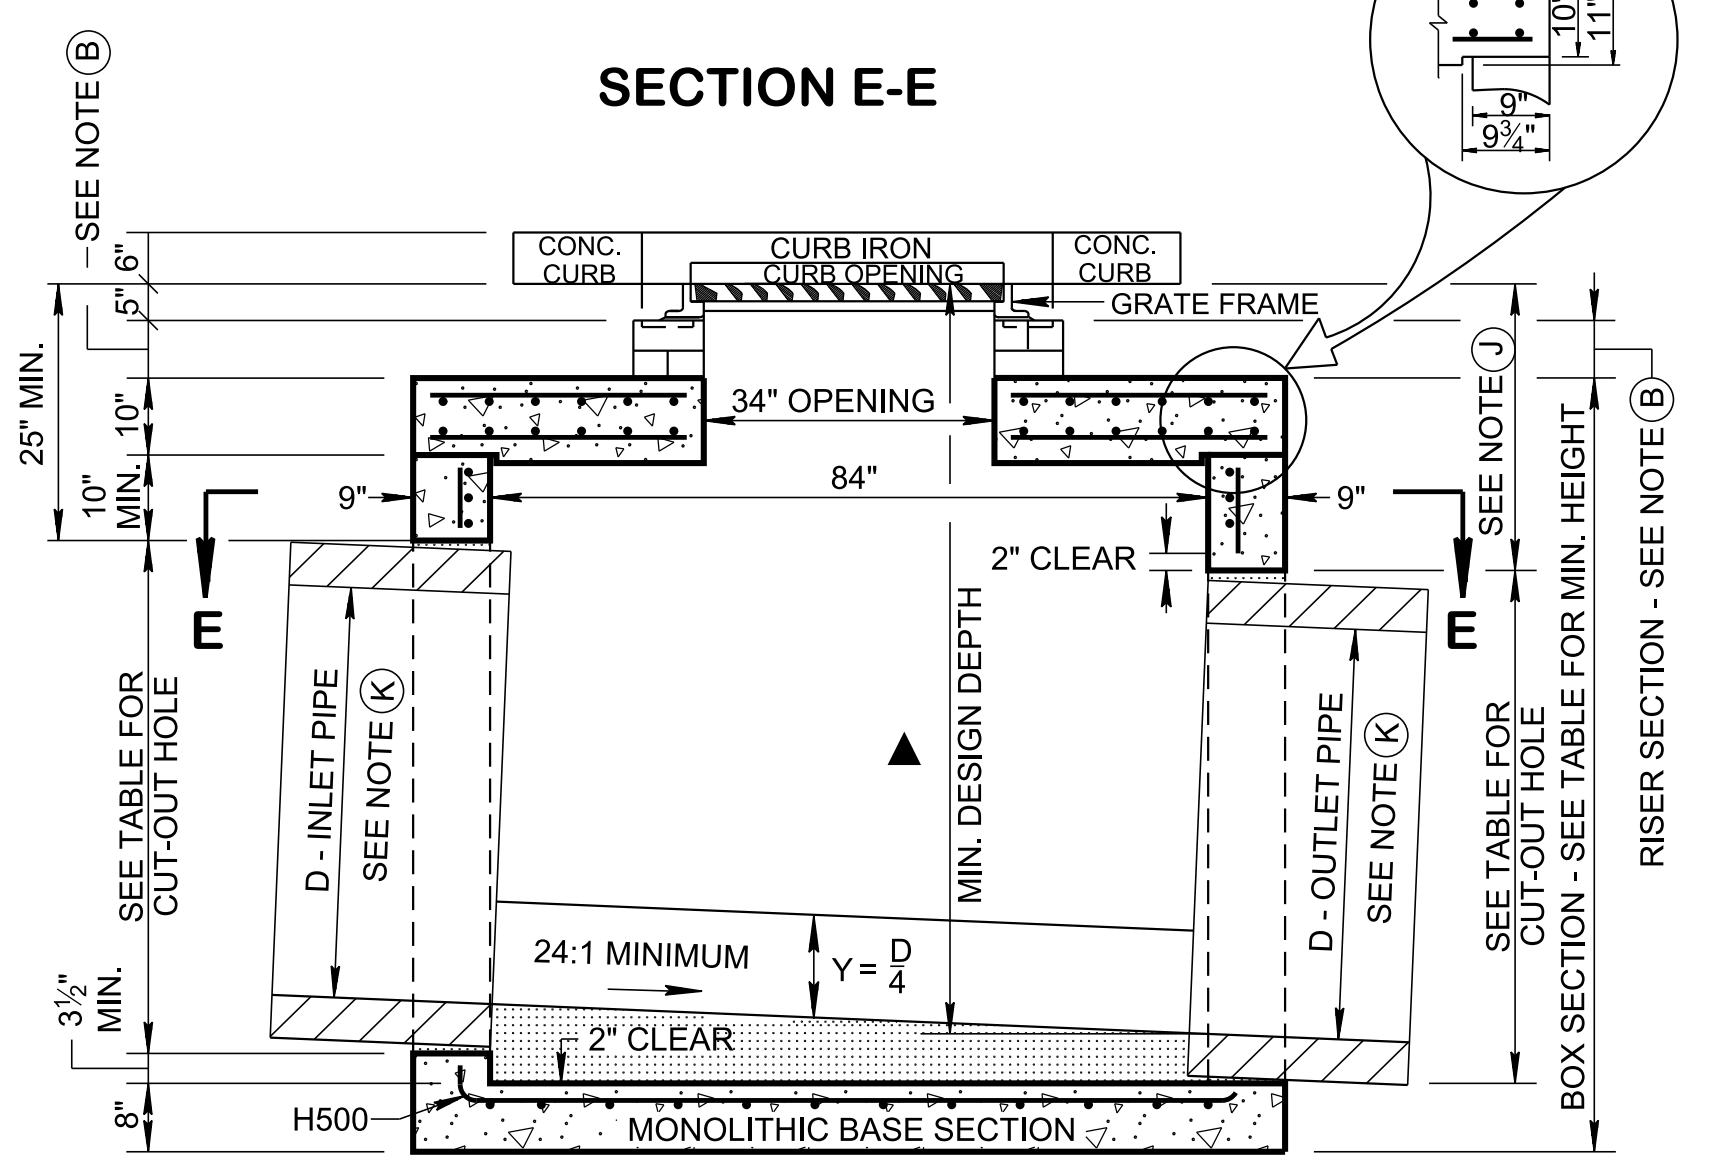 SECTION E-E
10"
11"
9"
9 3/4"
SEE NOTE B
6"
5"
25" MIN.
10"
10"
MIN.
CONC.
CURB
CURB IRON
CURB OPENING
CONC.
CURB
GRATE FRAME
34" OPENING
9"
84"
9"
2" CLEAR
E
E
SEE NOTE J
RISER SECTION - SEE NOTE B
BOX SECTION - SEE TABLE FOR MIN. HEIGHT
SEE TABLE FOR
CUT-OUT HOLE
D - INLET PIPE
SEE NOTE K
MIN. DESIGN DEPTH
D - OUTLET PIPE
SEE NOTE K
SEE TABLE FOR
CUT-OUT HOLE
24:1 MINIMUM
Y = D/4
3 1/2"
MIN.
2" CLEAR
8"
H500
MONOLITHIC BASE SECTION